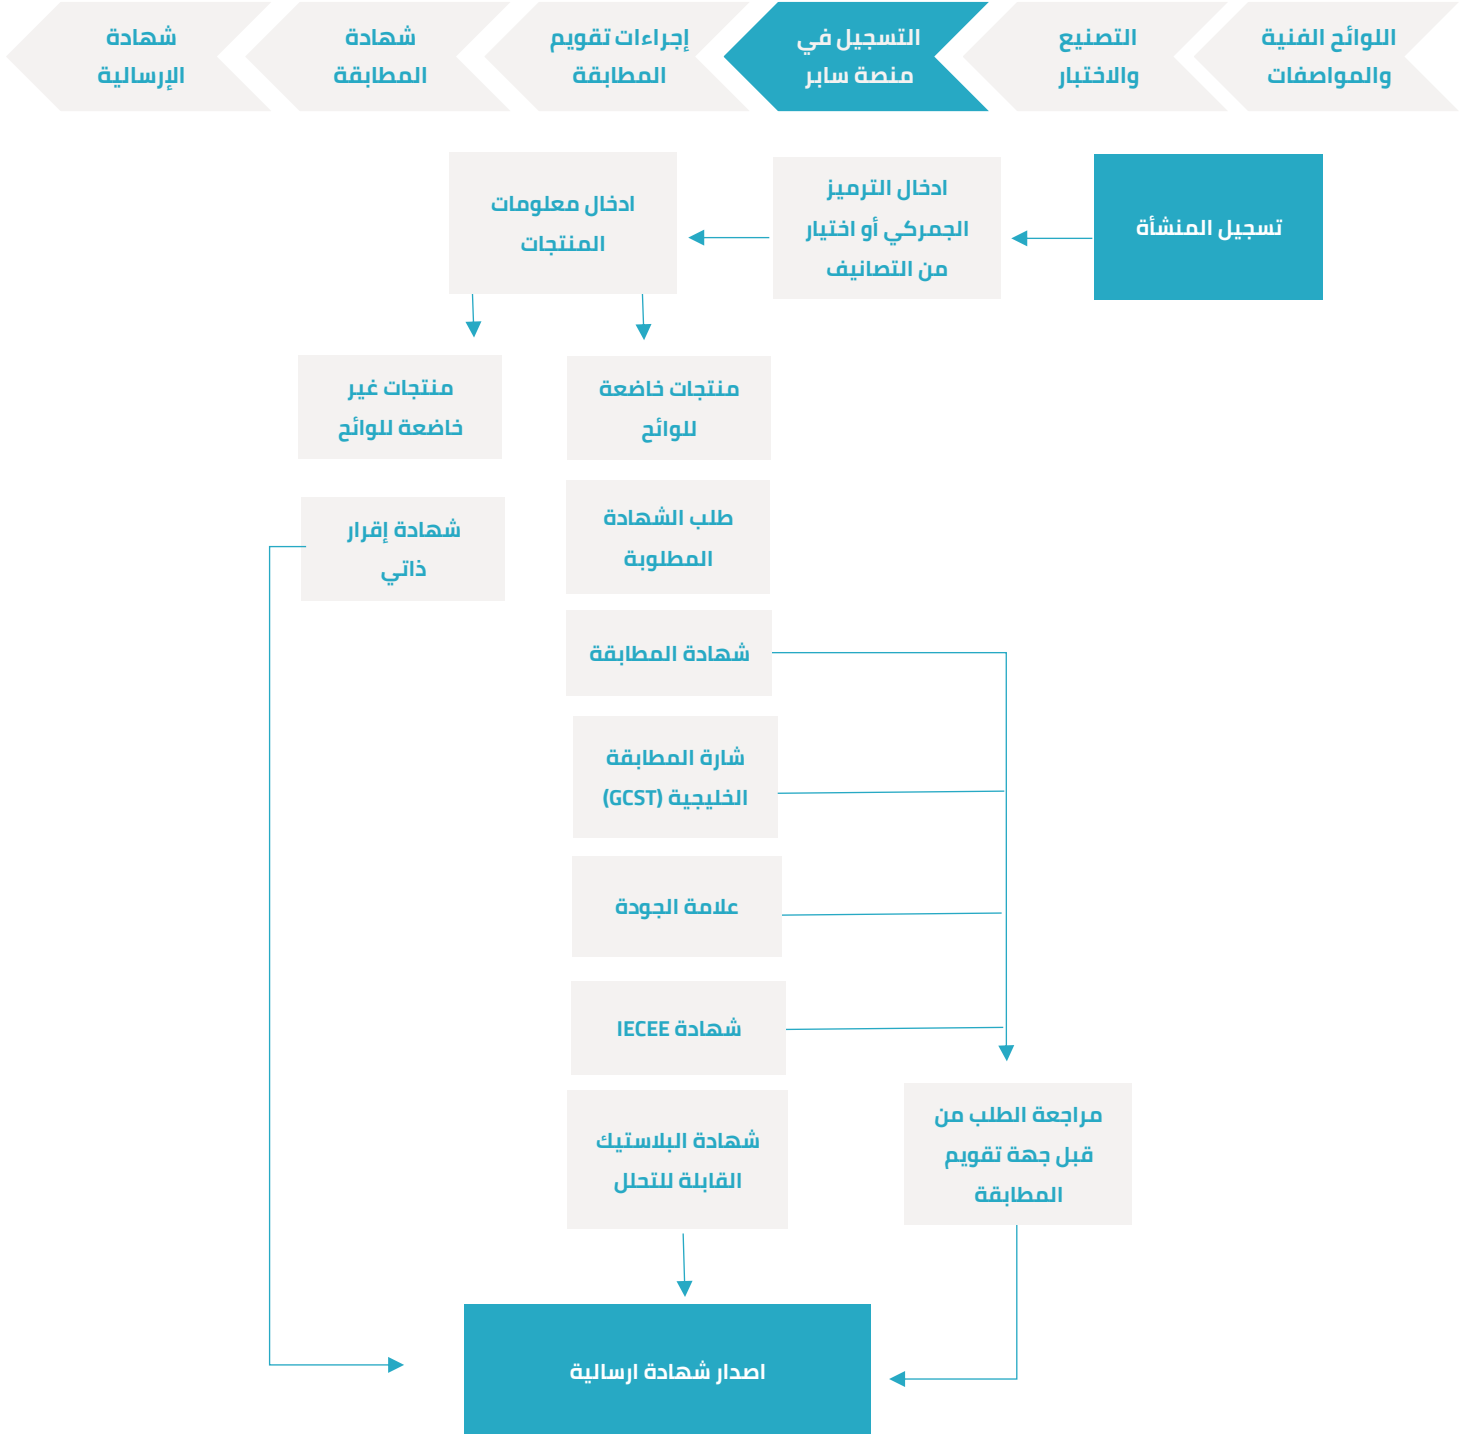 اللوائح الفنية
والمواصفات
التصنيع
والاختبار
التسجيل في
منصة سابر
إجراءات تقويم
المطابقة
شهادة
المطابقة
شهادة
الإرسالية
تسجيل المنشأة
ادخال الترميز
الجمركي أو اختيار
من التصانيف
ادخال معلومات
المنتجات
منتجات خاضعة
للوائح
منتجات غير
خاضعة للوائح
طلب الشهادة
المطلوبة
شهادة إقرار
ذاتي
شهادة المطابقة
شارة المطابقة
الخليجية (GCST)
علامة الجودة
شهادة IECEE
شهادة البلاستيك
القابلة للتحلل
مراجعة الطلب من
قبل جهة تقويم
المطابقة
اصدار شهادة ارسالية